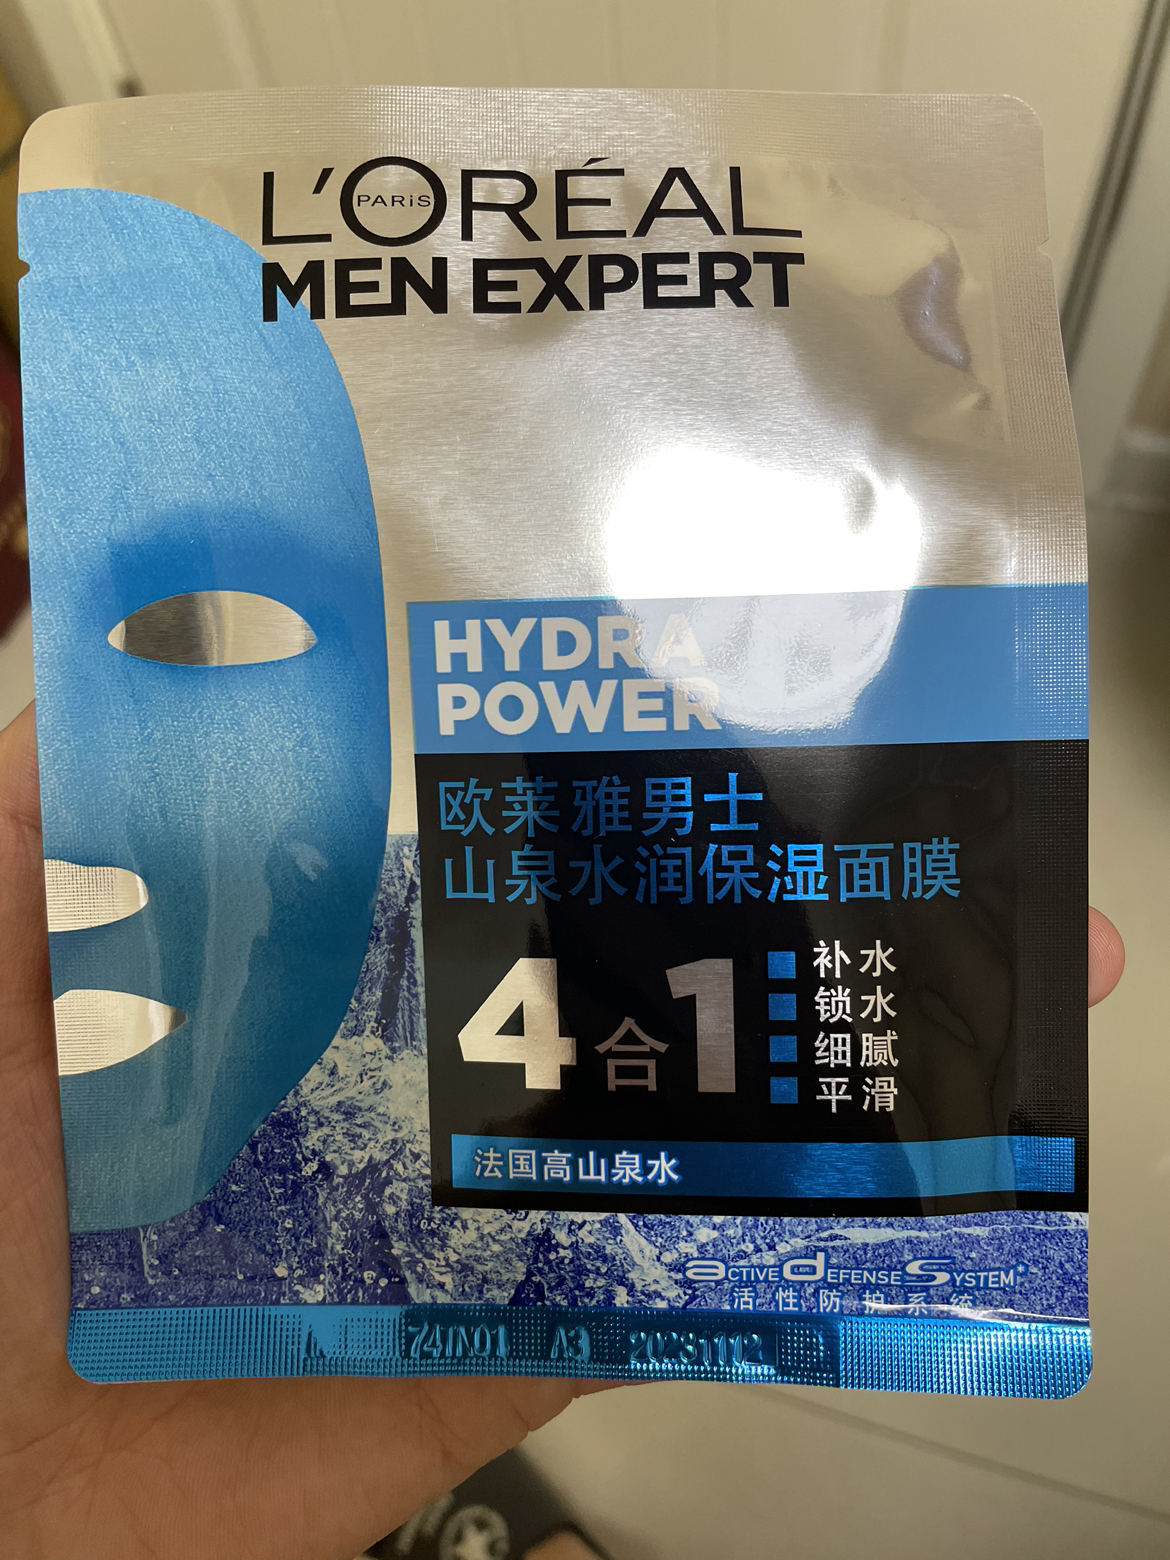 L'ORÉAL
PARiS
MEN EXPERT
HYDRA
POWER
欧莱雅男士
山泉水润保湿面膜
4合1
补水
锁水
细腻
平滑
法国高山泉水
activE dEFENSE SYSTEM*
活性防护系统
74IN01 A3 20231112